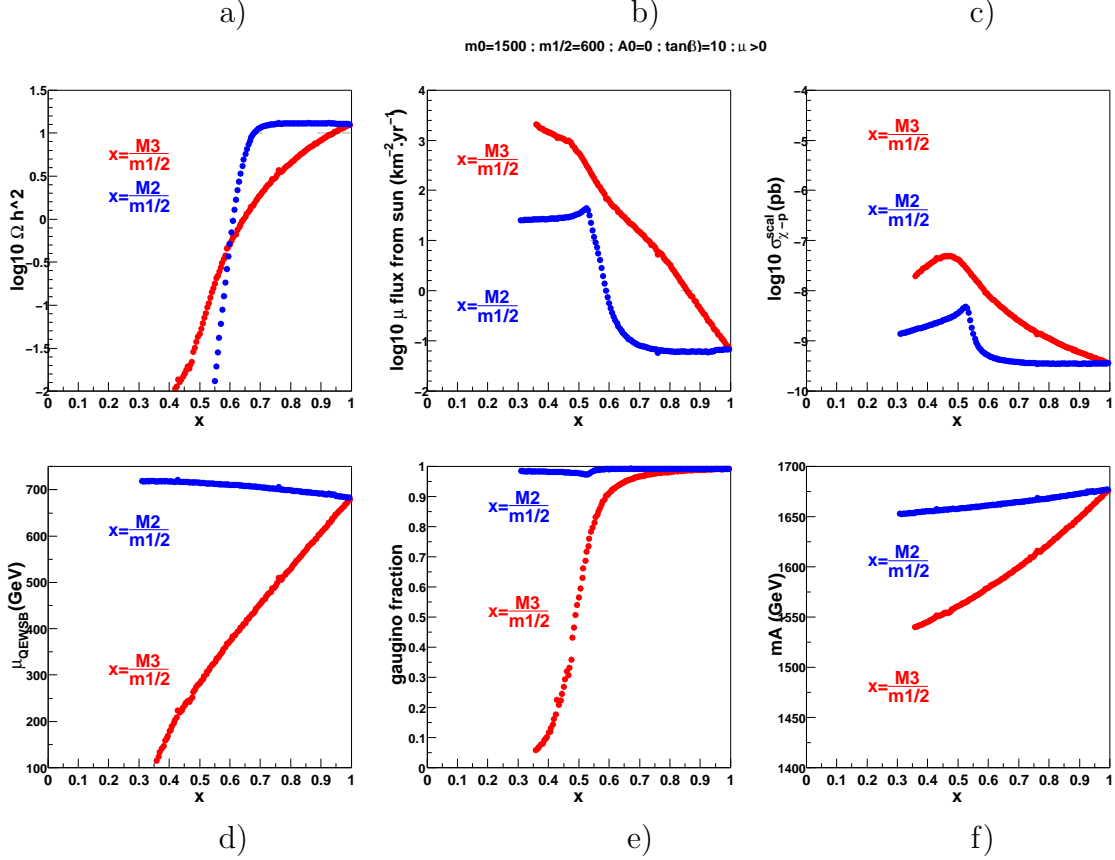 a) b) c)
m0=1500 ; m1/2=600 ; A0=0 ; tan(β)=10 ; μ >0
log10 Ω h^2
1.5
1
0.5
0
−0.5
−1
−1.5
−2
x=M3/m1/2
x=M2/m1/2
0 0.1 0.2 0.3 0.4 0.5 0.6 0.7 0.8 0.9 1
x
log10 μ flux from sun (km−2.yr−1)
4
3
2
1
0
−1
−2
x=M3/m1/2
x=M2/m1/2
0 0.1 0.2 0.3 0.4 0.5 0.6 0.7 0.8 0.9 1
x
log10 σscalχ−p (pb)
−4
−5
−6
−7
−8
−9
−10
x=M3/m1/2
x=M2/m1/2
0 0.1 0.2 0.3 0.4 0.5 0.6 0.7 0.8 0.9 1
x
μQEWSB (GeV)
700
600
500
400
300
200
100
x=M2/m1/2
x=M3/m1/2
0 0.1 0.2 0.3 0.4 0.5 0.6 0.7 0.8 0.9 1
x
gaugino fraction
1
0.9
0.8
0.7
0.6
0.5
0.4
0.3
0.2
0.1
0
x=M2/m1/2
x=M3/m1/2
0 0.1 0.2 0.3 0.4 0.5 0.6 0.7 0.8 0.9 1
x
mA (GeV)
1700
1650
1600
1550
1500
1450
1400
x=M2/m1/2
x=M3/m1/2
0 0.1 0.2 0.3 0.4 0.5 0.6 0.7 0.8 0.9 1
x
d) e) f)